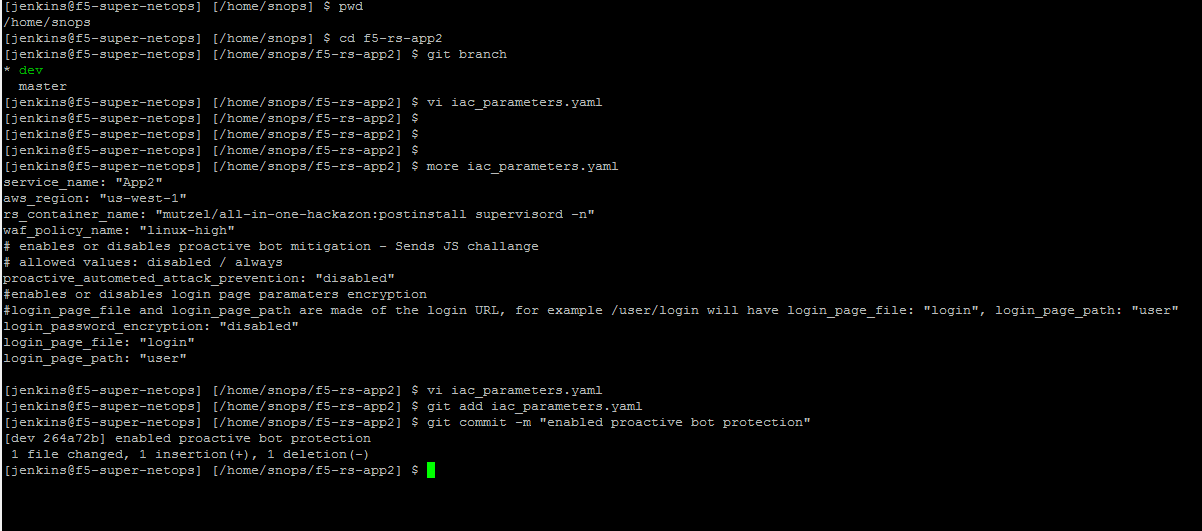 [jenkins@f5-super-netops] [/home/snops] $ pwd
/home/snops
[jenkins@f5-super-netops] [/home/snops] $ cd f5-rs-app2
[jenkins@f5-super-netops] [/home/snops/f5-rs-app2] $ git branch
* dev
  master
[jenkins@f5-super-netops] [/home/snops/f5-rs-app2] $ vi iac_parameters.yaml
[jenkins@f5-super-netops] [/home/snops/f5-rs-app2] $
[jenkins@f5-super-netops] [/home/snops/f5-rs-app2] $
[jenkins@f5-super-netops] [/home/snops/f5-rs-app2] $
[jenkins@f5-super-netops] [/home/snops/f5-rs-app2] $ more iac_parameters.yaml
service_name: "App2"
aws_region: "us-west-1"
rs_container_name: "mutzel/all-in-one-hackazon:postinstall supervisord -n"
waf_policy_name: "linux-high"
# enables or disables proactive bot mitigation - Sends JS challange
# allowed values: disabled / always
proactive_autometed_attack_prevention: "disabled"
#enables or disables login page paramaters encryption
#login_page_file and login_page_path are made of the login URL, for example /user/login will have login_page_file: "login", login_page_path: "user"
login_password_encryption: "disabled"
login_page_file: "login"
login_page_path: "user"
[jenkins@f5-super-netops] [/home/snops/f5-rs-app2] $ vi iac_parameters.yaml
[jenkins@f5-super-netops] [/home/snops/f5-rs-app2] $ git add iac_parameters.yaml
[jenkins@f5-super-netops] [/home/snops/f5-rs-app2] $ git commit -m "enabled proactive bot protection"
[dev 264a72b] enabled proactive bot protection
 1 file changed, 1 insertion(+), 1 deletion(-)
[jenkins@f5-super-netops] [/home/snops/f5-rs-app2] $